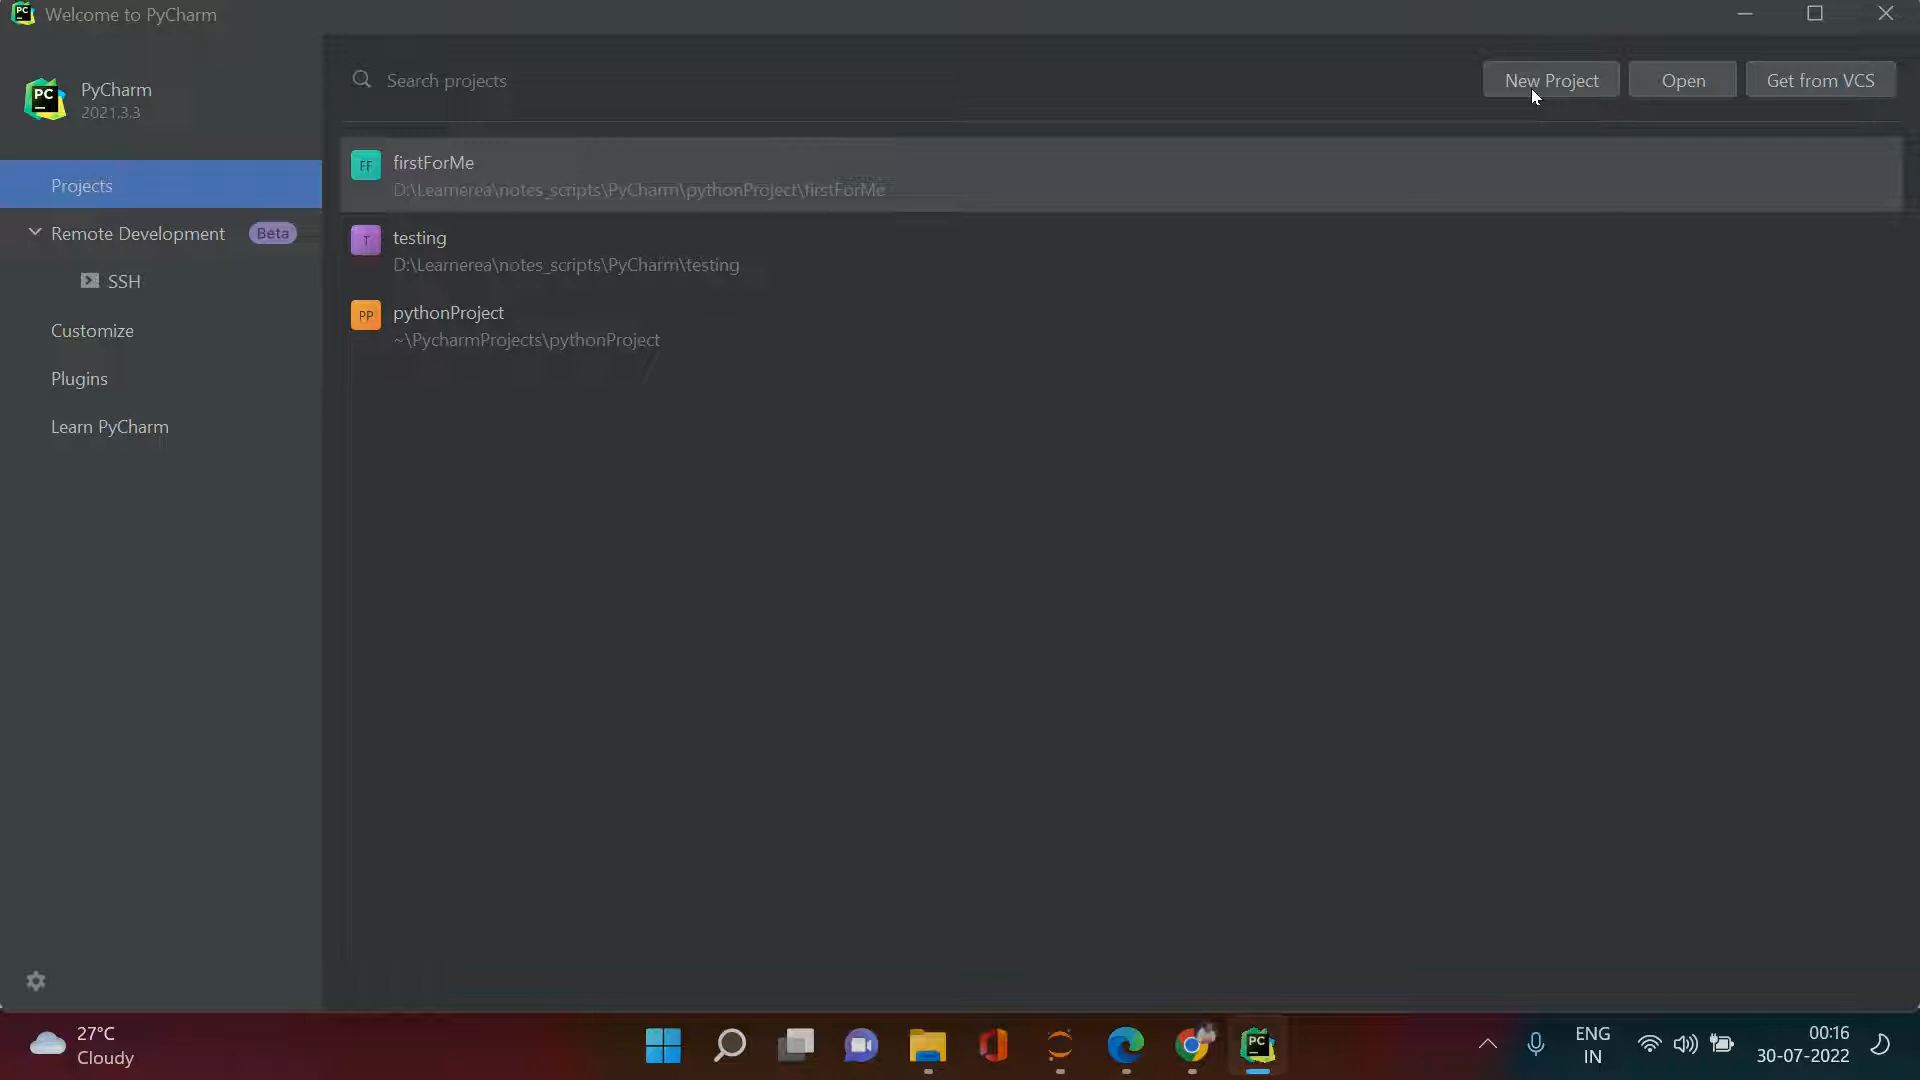 Welcome to PyCharm
PyCharm
2021.3.3
Search projects
New Project
Open
Get from VCS
Projects
Remote Development
Beta
SSH
Customize
Plugins
Learn PyCharm
FF
firstForMe
D:\Learnerea\notes_scripts\PyCharm\pythonProject\firstForMe
T
testing
D:\Learnerea\notes_scripts\PyCharm\testing
PP
pythonProject
~\PycharmProjects\pythonProject
27°C
Cloudy
ENG
IN
00:16
30-07-2022